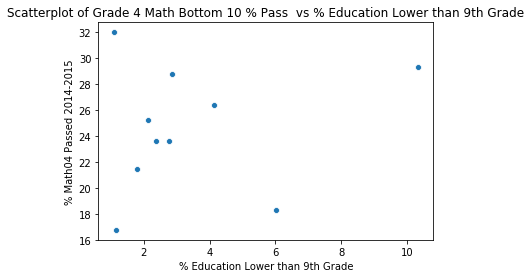 Scatterplot of Grade 4 Math Bottom 10 % Pass  vs % Education Lower than 9th Grade
32
30
28
26
24
22
20
18
16
% Math04 Passed 2014-2015
2 4 6 8 10
% Education Lower than 9th Grade